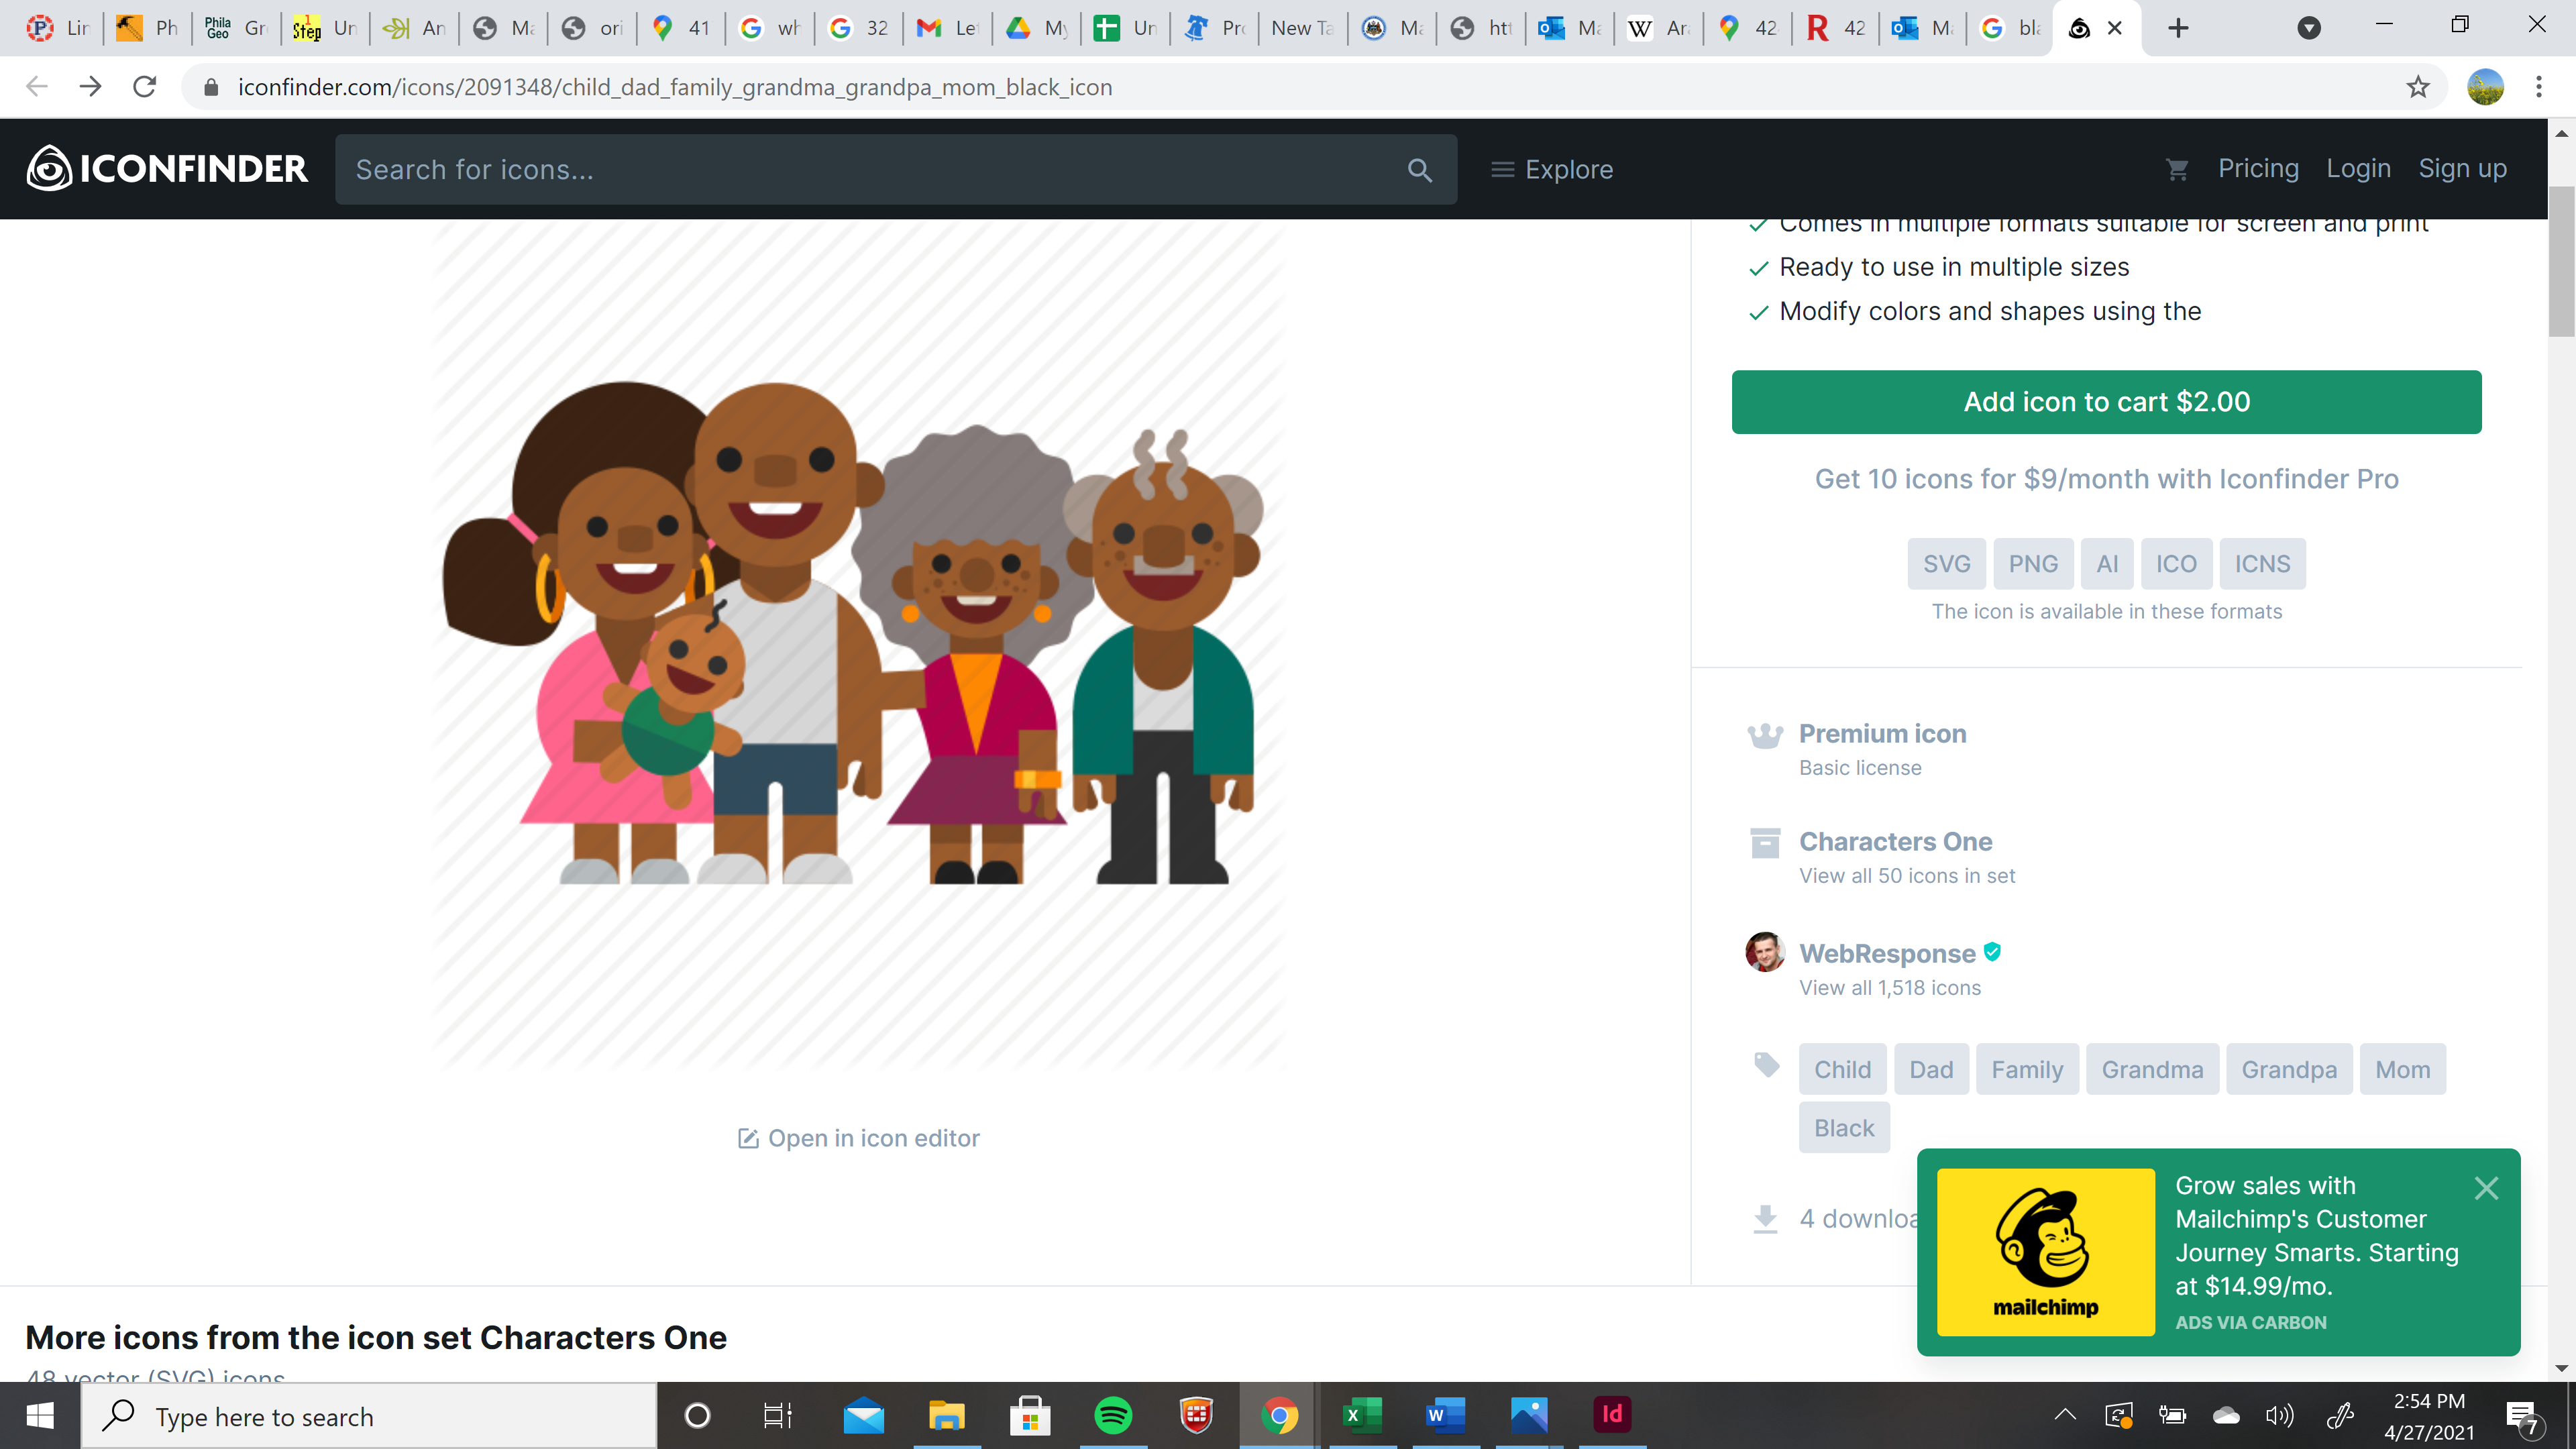 Lin
Ph
Phila Geo
Gr
1 Step
Un
An
Ma
ori
41
wh
32
Le
My
Un
Pro
New Ta
Ma
htt
Ma
W
Ar
42
R
42
Ma
bla
iconfinder.com/icons/2091348/child_dad_family_grandma_grandpa_mom_black_icon
ICONFINDER
Search for icons...
Explore
Pricing
Login
Sign up
Comes in multiple formats suitable for screen and print
Ready to use in multiple sizes
Modify colors and shapes using the
Add icon to cart $2.00
Get 10 icons for $9/month with Iconfinder Pro
SVG PNG AI ICO ICNS
The icon is available in these formats
Premium icon
Basic license
Characters One
View all 50 icons in set
WebResponse
View all 1,518 icons
Child Dad Family Grandma Grandpa Mom
Black
4 downloa
Open in icon editor
Grow sales with
Mailchimp's Customer
Journey Smarts. Starting
at $14.99/mo.
ADS VIA CARBON
mailchimp
More icons from the icon set Characters One
48 vector (SVG) icons
Type here to search
X
W
Id
2:54 PM
4/27/2021
7